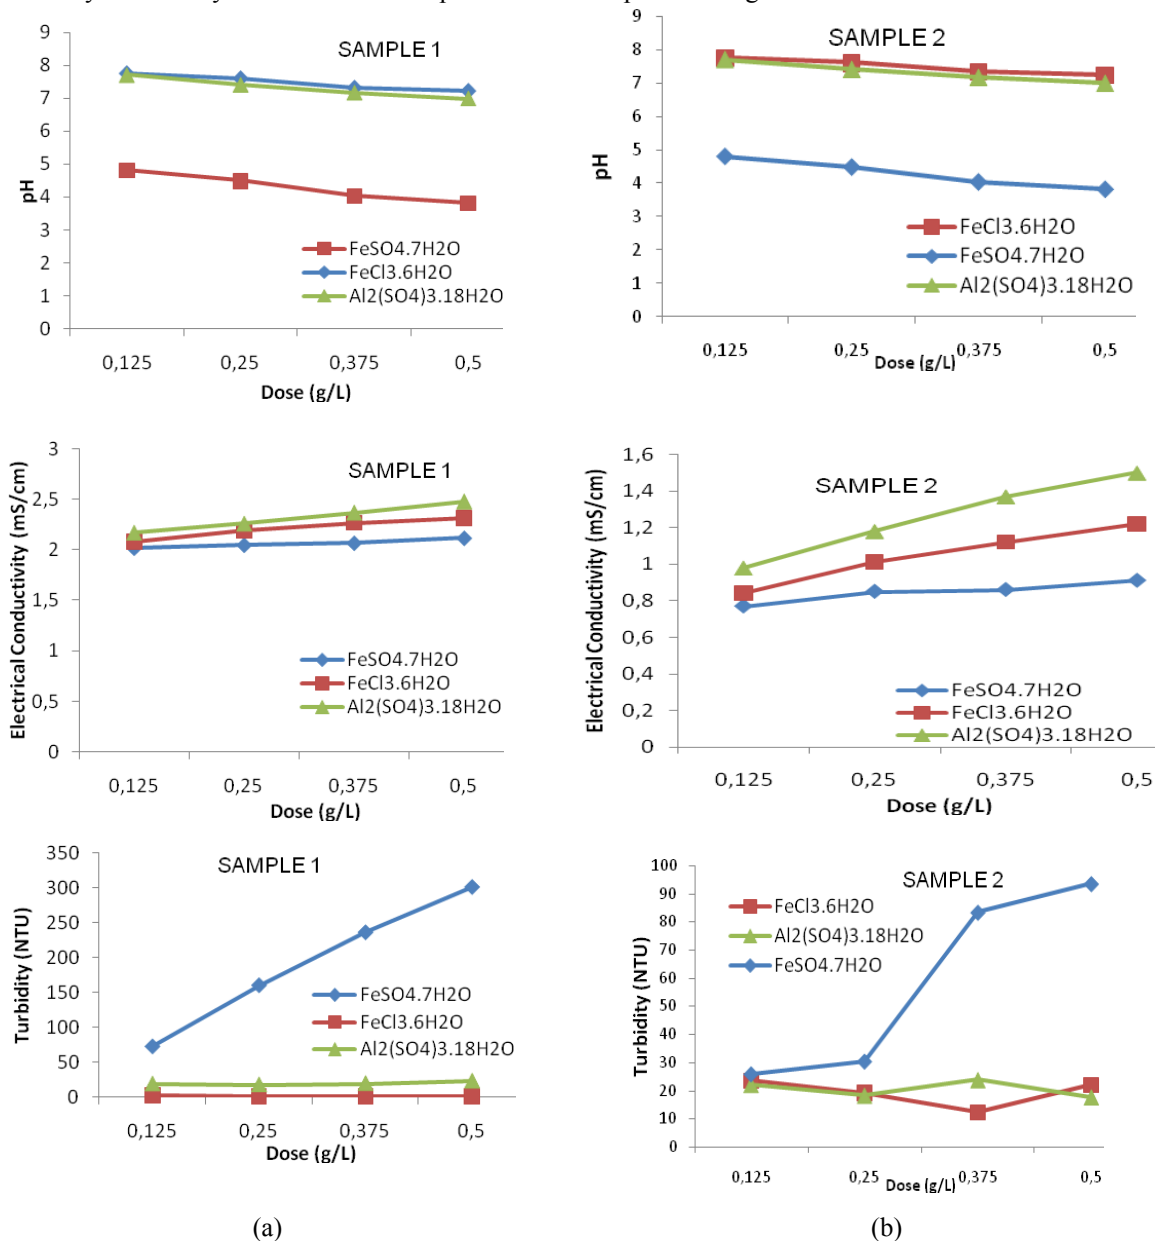 pH
9
8
7
6
5
4
3
2
1
0
SAMPLE 1
FeSO4.7H2O
FeCl3.6H2O
Al2(SO4)3.18H2O
0,125 0,25 0,375 0,5
Dose (g/L)
pH
9
8
7
6
5
4
3
2
1
0
SAMPLE 2
FeCl3.6H2O
FeSO4.7H2O
Al2(SO4)3.18H2O
0,125 0,25 0,375 0,5
Dose (g/L)
Electrical Conductivity (mS/cm)
3
2,5
2
1,5
1
0,5
0
SAMPLE 1
FeSO4.7H2O
FeCl3.6H2O
Al2(SO4)3.18H2O
0,125 0,25 0,375 0,5
Dose (g/L)
Electrical Conductivity (mS/cm)
1,6
1,4
1,2
1
0,8
0,6
0,4
0,2
0
SAMPLE 2
FeSO4.7H2O
FeCl3.6H2O
Al2(SO4)3.18H2O
0,125 0,25 0,375 0,5
Dose (g/L)
Turbidity (NTU)
350
300
250
200
150
100
50
0
SAMPLE 1
FeSO4.7H2O
FeCl3.6H2O
Al2(SO4)3.18H2O
0,125 0,25 0,375 0,5
Dose (g/L)
Turbidity (NTU)
100
90
80
70
60
50
40
30
20
10
0
SAMPLE 2
FeCl3.6H2O
Al2(SO4)3.18H2O
FeSO4.7H2O
0,125 0,25 0,375 0,5
Dose (g/L)
(a)
(b)